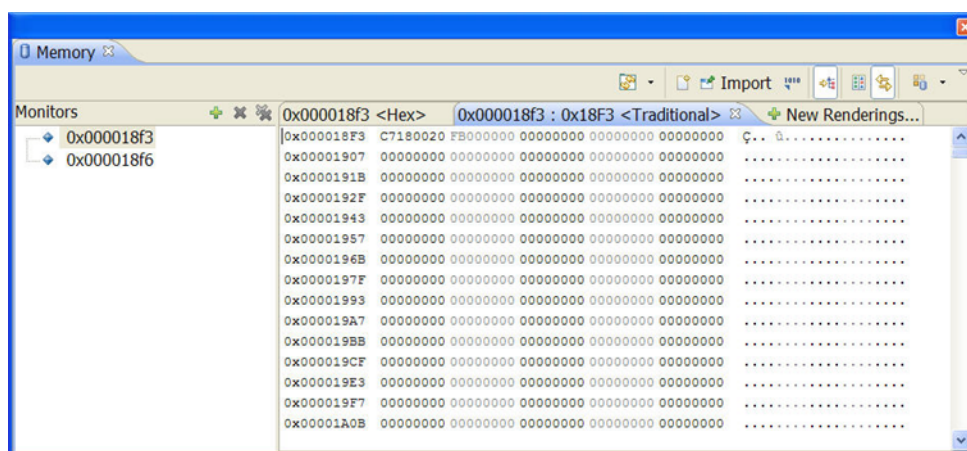 Memory
Import
Monitors
0x000018f3
0x000018f6
0x000018f3 <Hex>
0x000018f3 : 0x18F3 <Traditional>
New Renderings...
0x000018F3 C7180020 FB000000 00000000 00000000 00000000 Ç.. û...............
0x00001907 00000000 00000000 00000000 00000000 00000000 ....................
0x0000191B 00000000 00000000 00000000 00000000 00000000 ....................
0x0000192F 00000000 00000000 00000000 00000000 00000000 ....................
0x00001943 00000000 00000000 00000000 00000000 00000000 ....................
0x00001957 00000000 00000000 00000000 00000000 00000000 ....................
0x0000196B 00000000 00000000 00000000 00000000 00000000 ....................
0x0000197F 00000000 00000000 00000000 00000000 00000000 ....................
0x00001993 00000000 00000000 00000000 00000000 00000000 ....................
0x000019A7 00000000 00000000 00000000 00000000 00000000 ....................
0x000019BB 00000000 00000000 00000000 00000000 00000000 ....................
0x000019CF 00000000 00000000 00000000 00000000 00000000 ....................
0x000019E3 00000000 00000000 00000000 00000000 00000000 ....................
0x000019F7 00000000 00000000 00000000 00000000 00000000 ....................
0x00001A0B 00000000 00000000 00000000 00000000 00000000 ....................